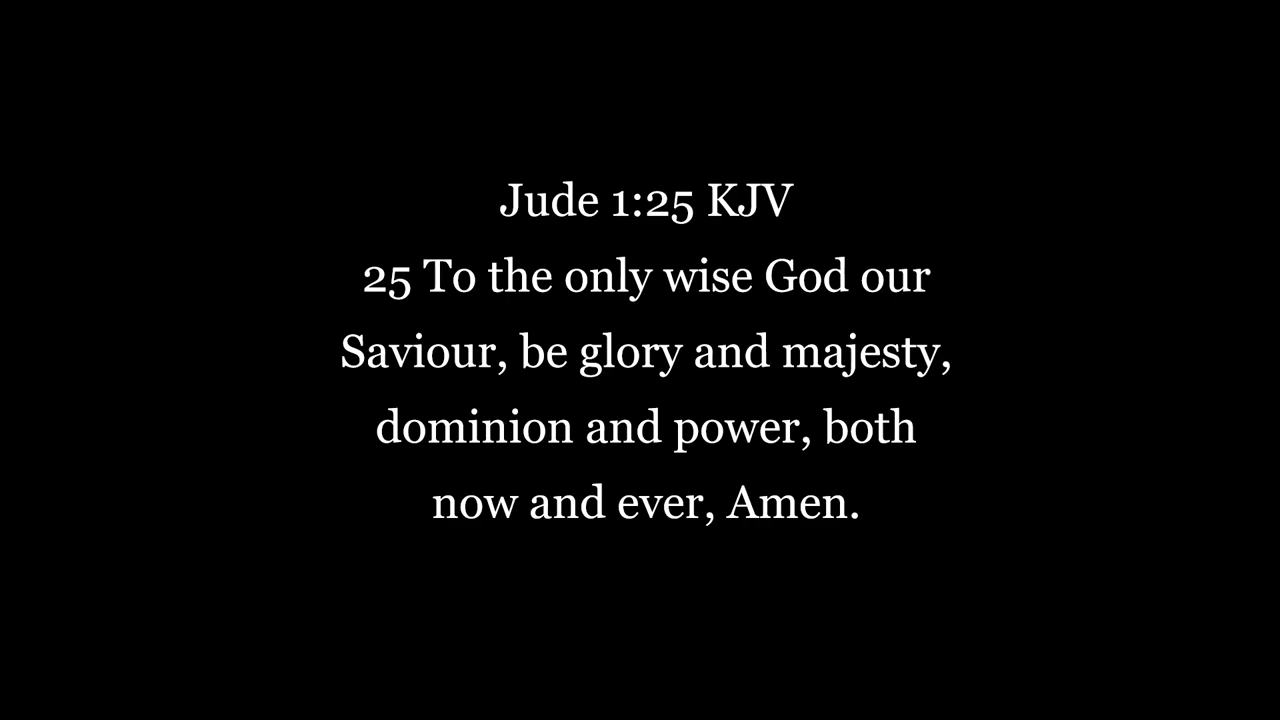 Jude 1:25 KJV
25 To the only wise God our
Saviour, be glory and majesty,
dominion and power, both
now and ever, Amen.